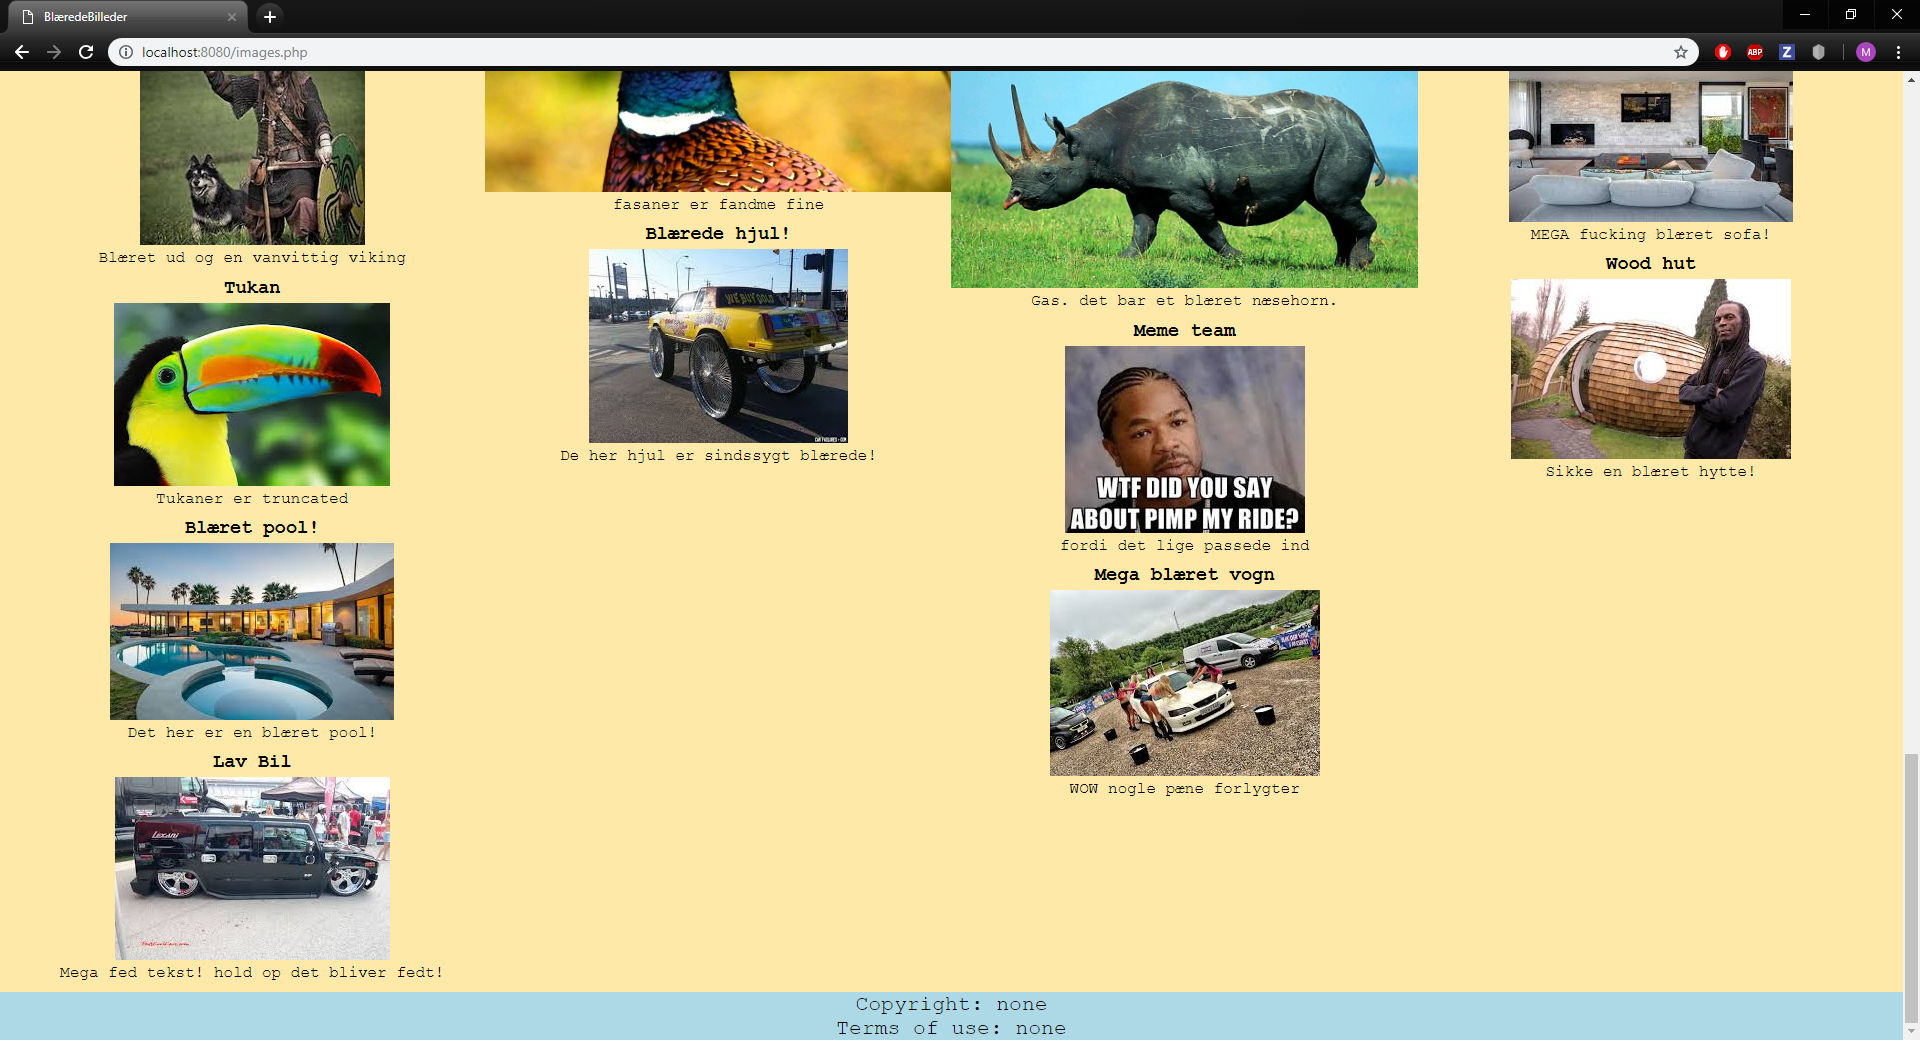 BlæredeBilleder
localhost:8080/images.php
ABP
Z
M
Blæret ud og en vanvittig viking
Tukan
Tukaner er truncated
Blæret pool!
Det her er en blæret pool!
Lav Bil
Lexani
Mega fed tekst! hold op det bliver fedt!
fasaner er fandme fine
Blærede hjul!
WE BUY GOLD
De her hjul er sindssygt blærede!
Gas. det bar et blæret næsehorn.
Meme team
WTF DID YOU SAY
ABOUT PIMP MY RIDE?
fordi det lige passede ind
Mega blæret vogn
WOW nogle pæne forlygter
MEGA fucking blæret sofa!
Wood hut
Sikke en blæret hytte!
Copyright: none
Terms of use: none